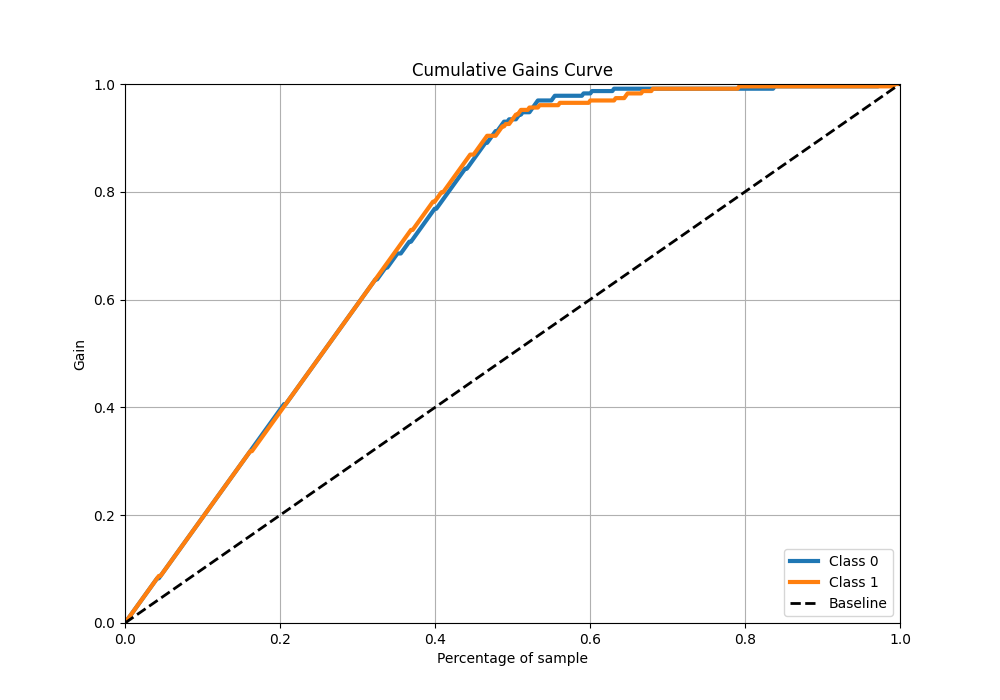 Cumulative Gains Curve
1.0
0.8
0.6
0.4
0.2
0.0
Gain
0.0 0.2 0.4 0.6 0.8 1.0
Percentage of sample
Class 0
Class 1
Baseline